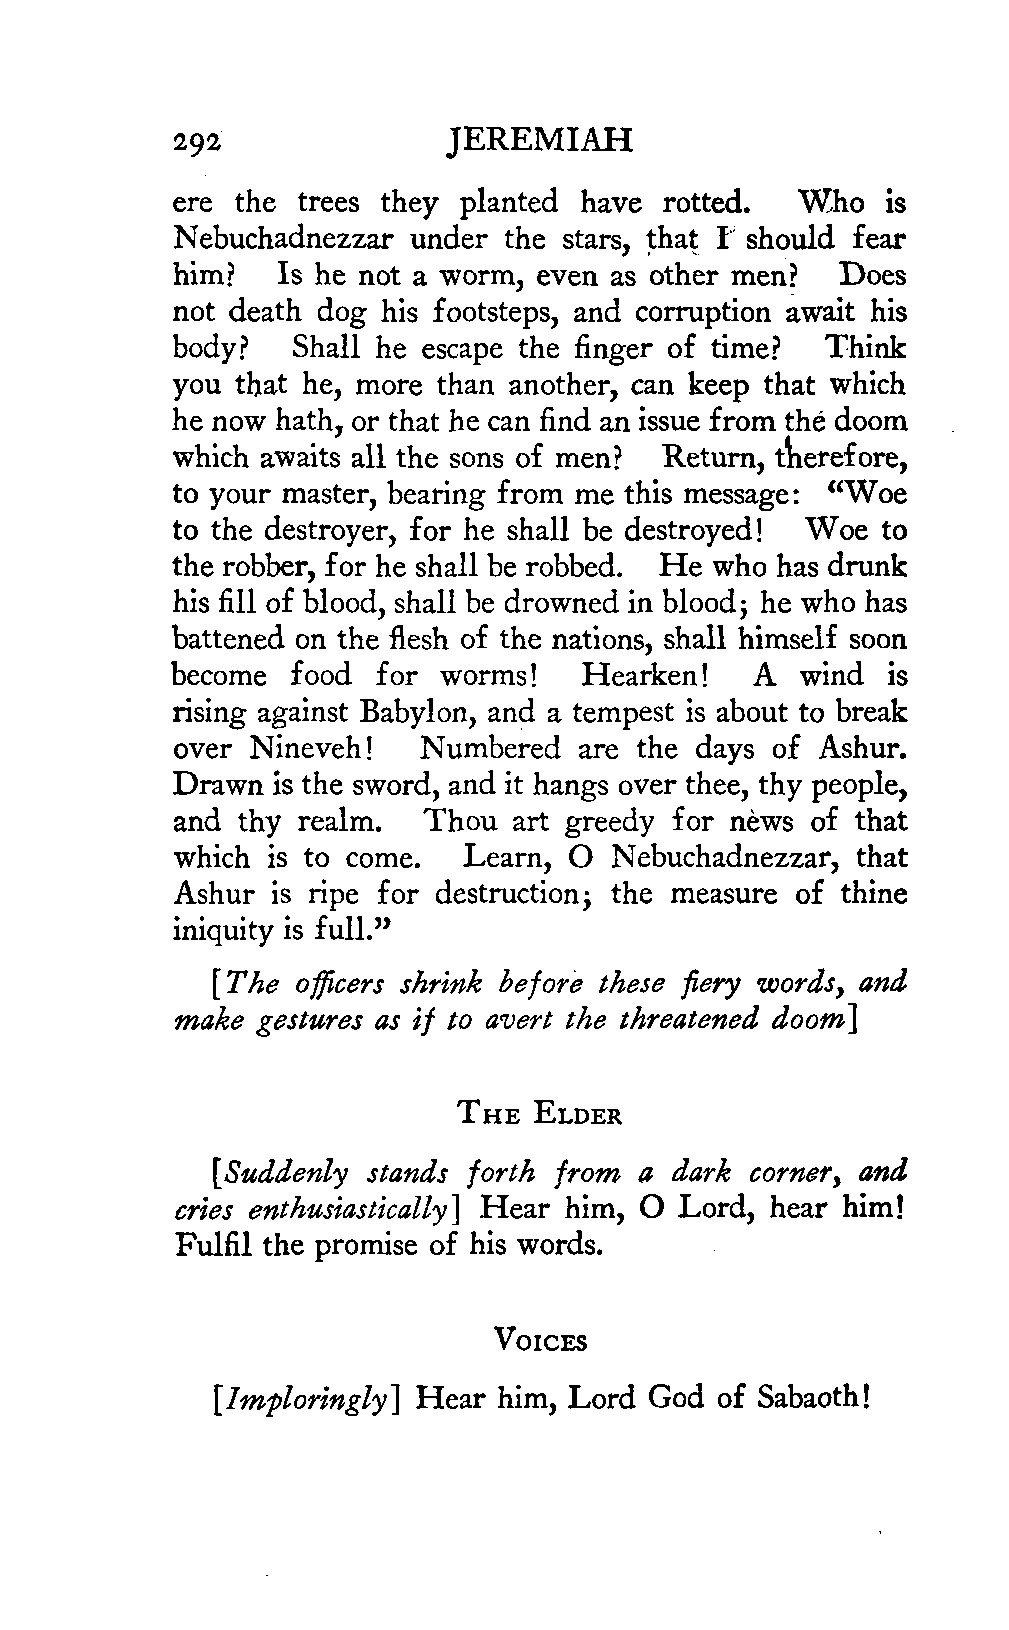 292 JEREMIAH
ere the trees they planted have rotted. Who is
Nebuchadnezzar under the stars, that I should fear
him? Is he not a worm, even as other men? Does
not death dog his footsteps, and corruption await his
body? Shall he escape the finger of time? Think
you that he, more than another, can keep that which
he now hath, or that he can find an issue from the doom
which awaits all the sons of men? Return, therefore,
to your master, bearing from me this message: "Woe
to the destroyer, for he shall be destroyed! Woe to
the robber, for he shall be robbed. He who has drunk
his fill of blood, shall be drowned in blood; he who has
battened on the flesh of the nations, shall himself soon
become food for worms! Hearken! A wind is
rising against Babylon, and a tempest is about to break
over Nineveh! Numbered are the days of Ashur.
Drawn is the sword, and it hangs over thee, thy people,
and thy realm. Thou art greedy for news of that
which is to come. Learn, O Nebuchadnezzar, that
Ashur is ripe for destruction; the measure of thine
iniquity is full."
[The officers shrink before these fiery words, and
make gestures as if to avert the threatened doom]
THE ELDER
[Suddenly stands forth from a dark corner, and
cries enthusiastically] Hear him, O Lord, hear him!
Fulfil the promise of his words.
VOICES
[Imploringly] Hear him, Lord God of Sabaoth!